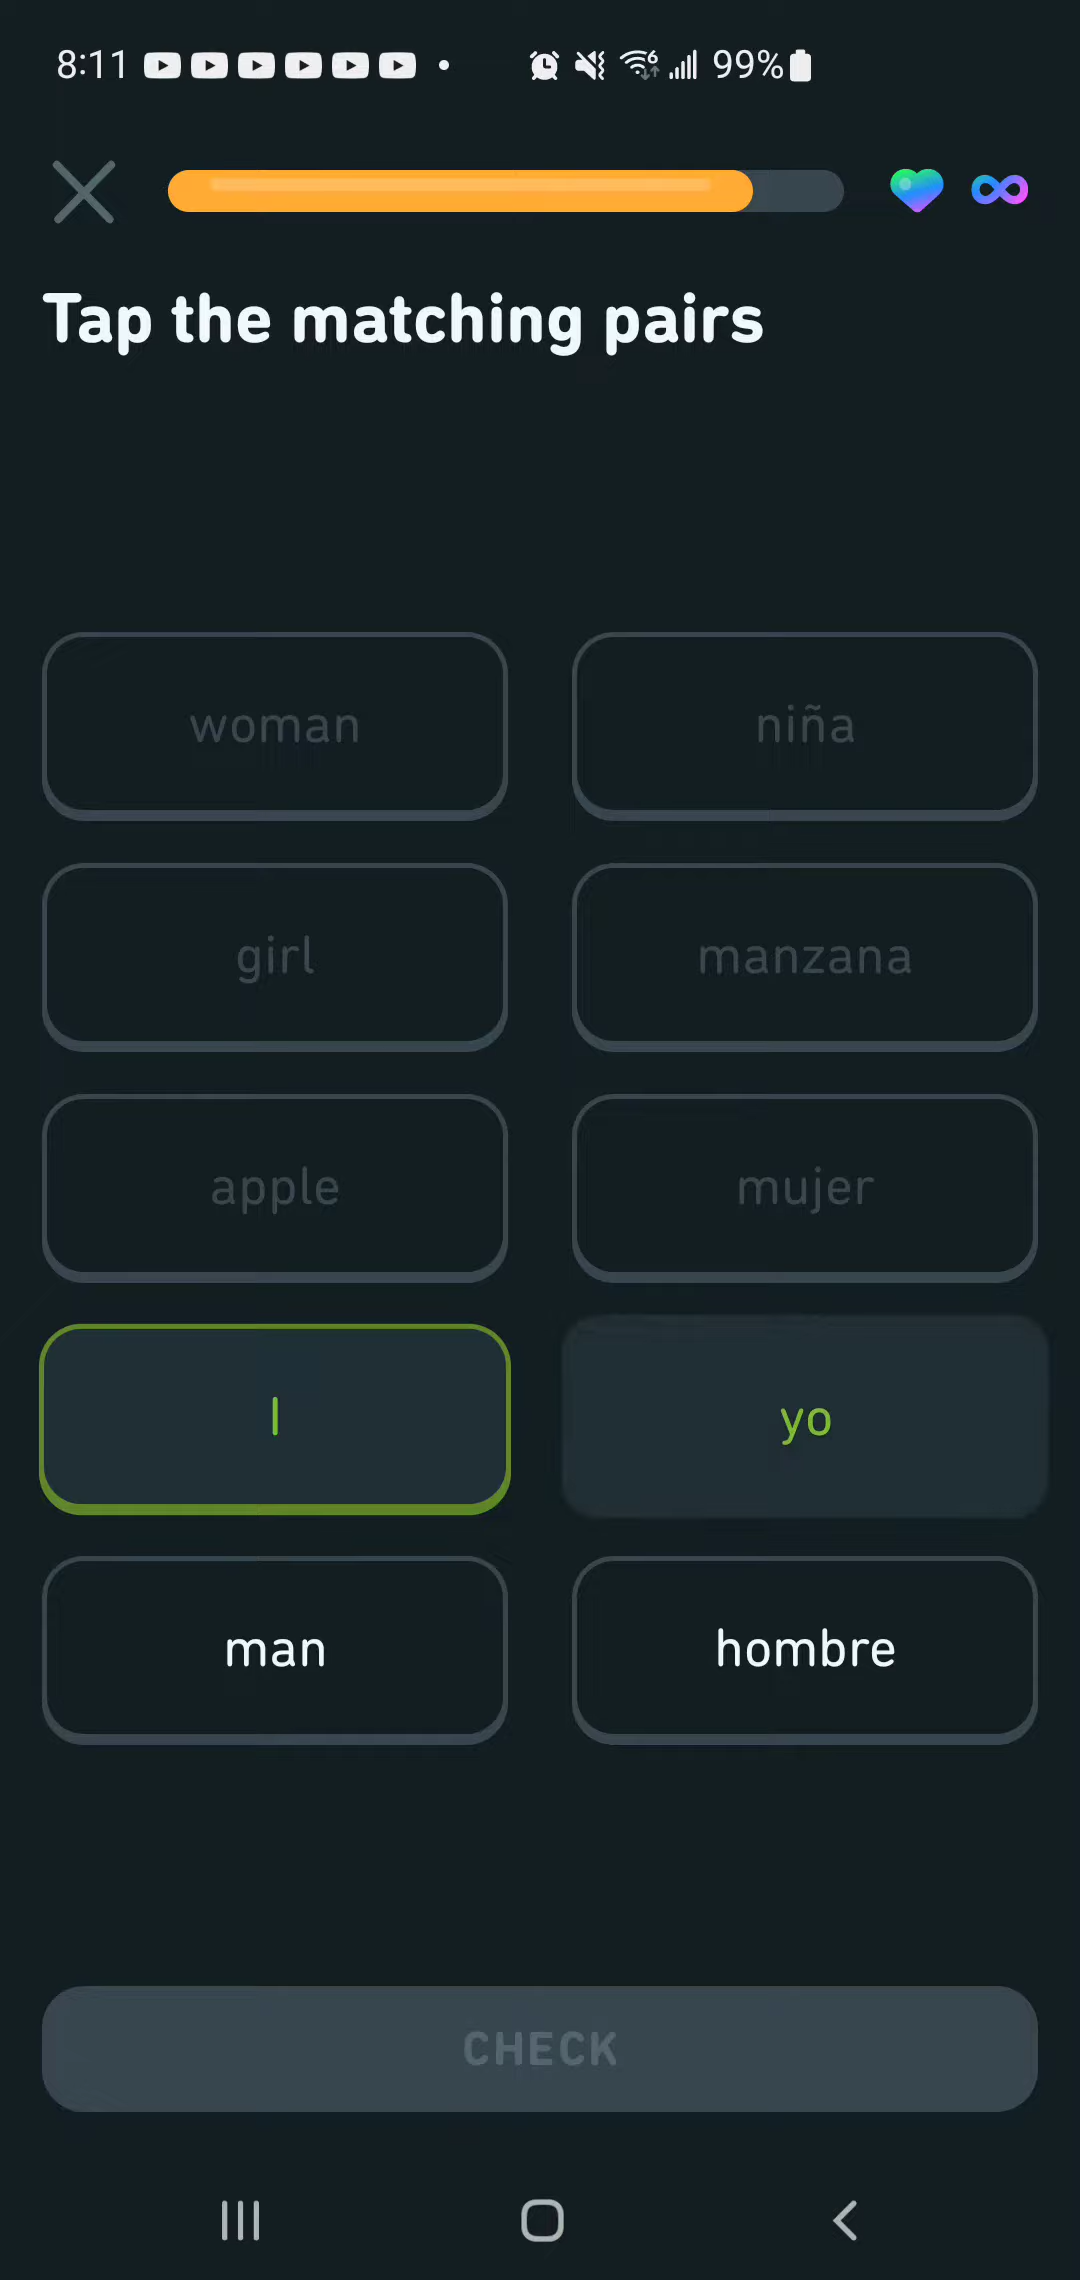 8:11 99%
Tap the matching pairs
woman niña
girl manzana
apple mujer
I yo
man hombre
CHECK